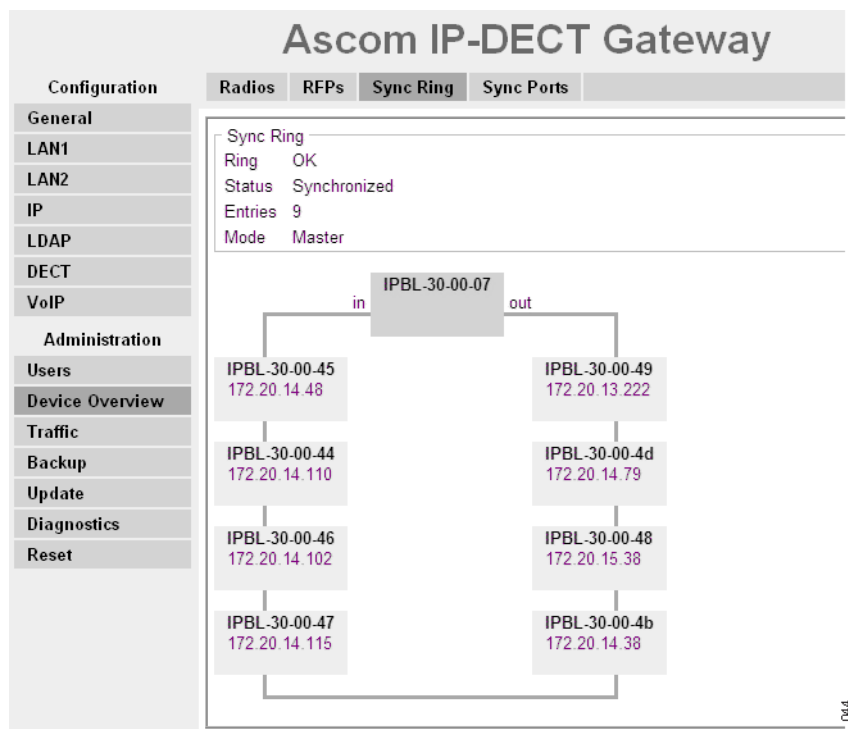 Ascom IP-DECT Gateway
Configuration
General
LAN1
LAN2
IP
LDAP
DECT
VoIP
Administration
Users
Device Overview
Traffic
Backup
Update
Diagnostics
Reset
Radios RFPs Sync Ring Sync Ports
Sync Ring
Ring OK
Status Synchronized
Entries 9
Mode Master
IPBL-30-00-07
in out
IPBL-30-00-45 IPBL-30-00-49
172.20.14.48 172.20.13.222
IPBL-30-00-44 IPBL-30-00-4d
172.20.14.110 172.20.14.79
IPBL-30-00-46 IPBL-30-00-48
172.20.14.102 172.20.15.38
IPBL-30-00-47 IPBL-30-00-4b
172.20.14.115 172.20.14.38
044